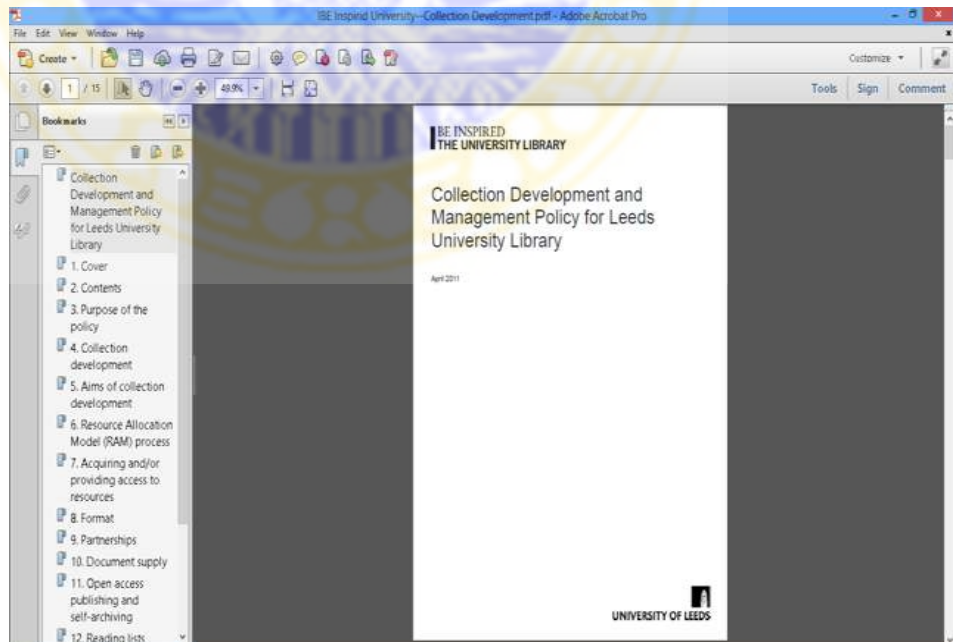 IBE Inspirid University--Collection Development.pdf - Adobe Acrobat Pro
File Edit View Window Help
Create
Customize
1 / 15
49.9%
Tools Sign Comment
Bookmarks
Collection
Development and
Management Policy
for Leeds University
Library
1. Cover
2. Contents
3. Purpose of the
policy
4. Collection
development
5. Aims of collection
development
6. Resource Allocation
Model (RAM) process
7. Acquiring and/or
providing access to
resources
8. Format
9. Partnerships
10. Document supply
11. Open access
publishing and
self-archiving
12. Reading lists
BE INSPIRED
THE UNIVERSITY LIBRARY
Collection Development and
Management Policy for Leeds
University Library
April 2011
UNIVERSITY OF LEEDS